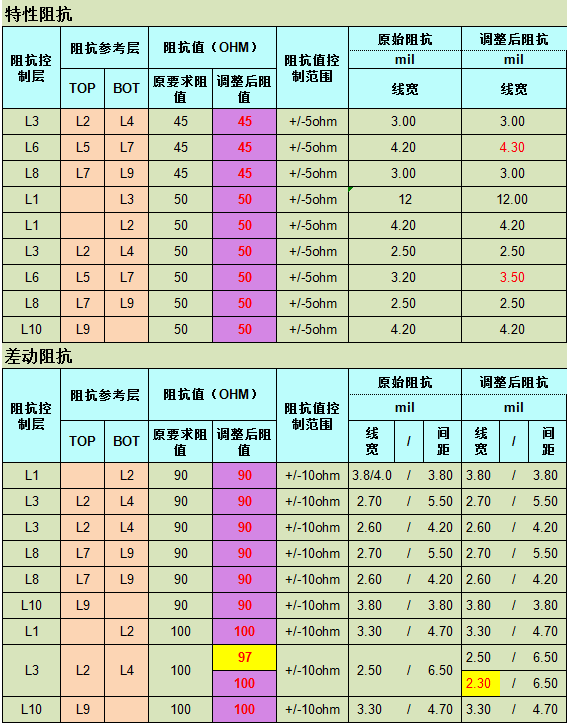 特性阻抗
阻抗控制层 阻抗参考层 阻抗值（OHM） 阻抗值控制范围 原始阻抗 调整后阻抗
mil mil
TOP BOT 原要求阻值 调整后阻值 线宽 线宽
L3 L2 L4 45 45 +/-5ohm 3.00 3.00
L6 L5 L7 45 45 +/-5ohm 4.20 4.30
L8 L7 L9 45 45 +/-5ohm 3.00 3.00
L1 L3 50 50 +/-5ohm 12 12.00
L1 L2 50 50 +/-5ohm 4.20 4.20
L3 L2 L4 50 50 +/-5ohm 2.50 2.50
L6 L5 L7 50 50 +/-5ohm 3.20 3.50
L8 L7 L9 50 50 +/-5ohm 2.50 2.50
L10 L9 50 50 +/-5ohm 4.20 4.20
差动阻抗
阻抗控制层 阻抗参考层 阻抗值（OHM） 阻抗值控制范围 原始阻抗 调整后阻抗
mil mil
TOP BOT 原要求阻值 调整后阻值 线宽 / 间距 线宽 / 间距
L1 L2 90 90 +/-10ohm 3.8/4.0 / 3.80 3.80 / 3.80
L3 L2 L4 90 90 +/-10ohm 2.70 / 5.50 2.70 / 5.50
L3 L2 L4 90 90 +/-10ohm 2.60 / 4.20 2.60 / 4.20
L8 L7 L9 90 90 +/-10ohm 2.70 / 5.50 2.70 / 5.50
L8 L7 L9 90 90 +/-10ohm 2.60 / 4.20 2.60 / 4.20
L10 L9 90 90 +/-10ohm 3.80 / 3.80 3.80 / 3.80
L1 L2 100 100 +/-10ohm 3.30 / 4.70 3.30 / 4.70
L3 L2 L4 100 97 +/-10ohm 2.50 / 6.50 2.50 / 6.50
100 2.30 / 6.50
L10 L9 100 100 +/-10ohm 3.30 / 4.70 3.30 / 4.70